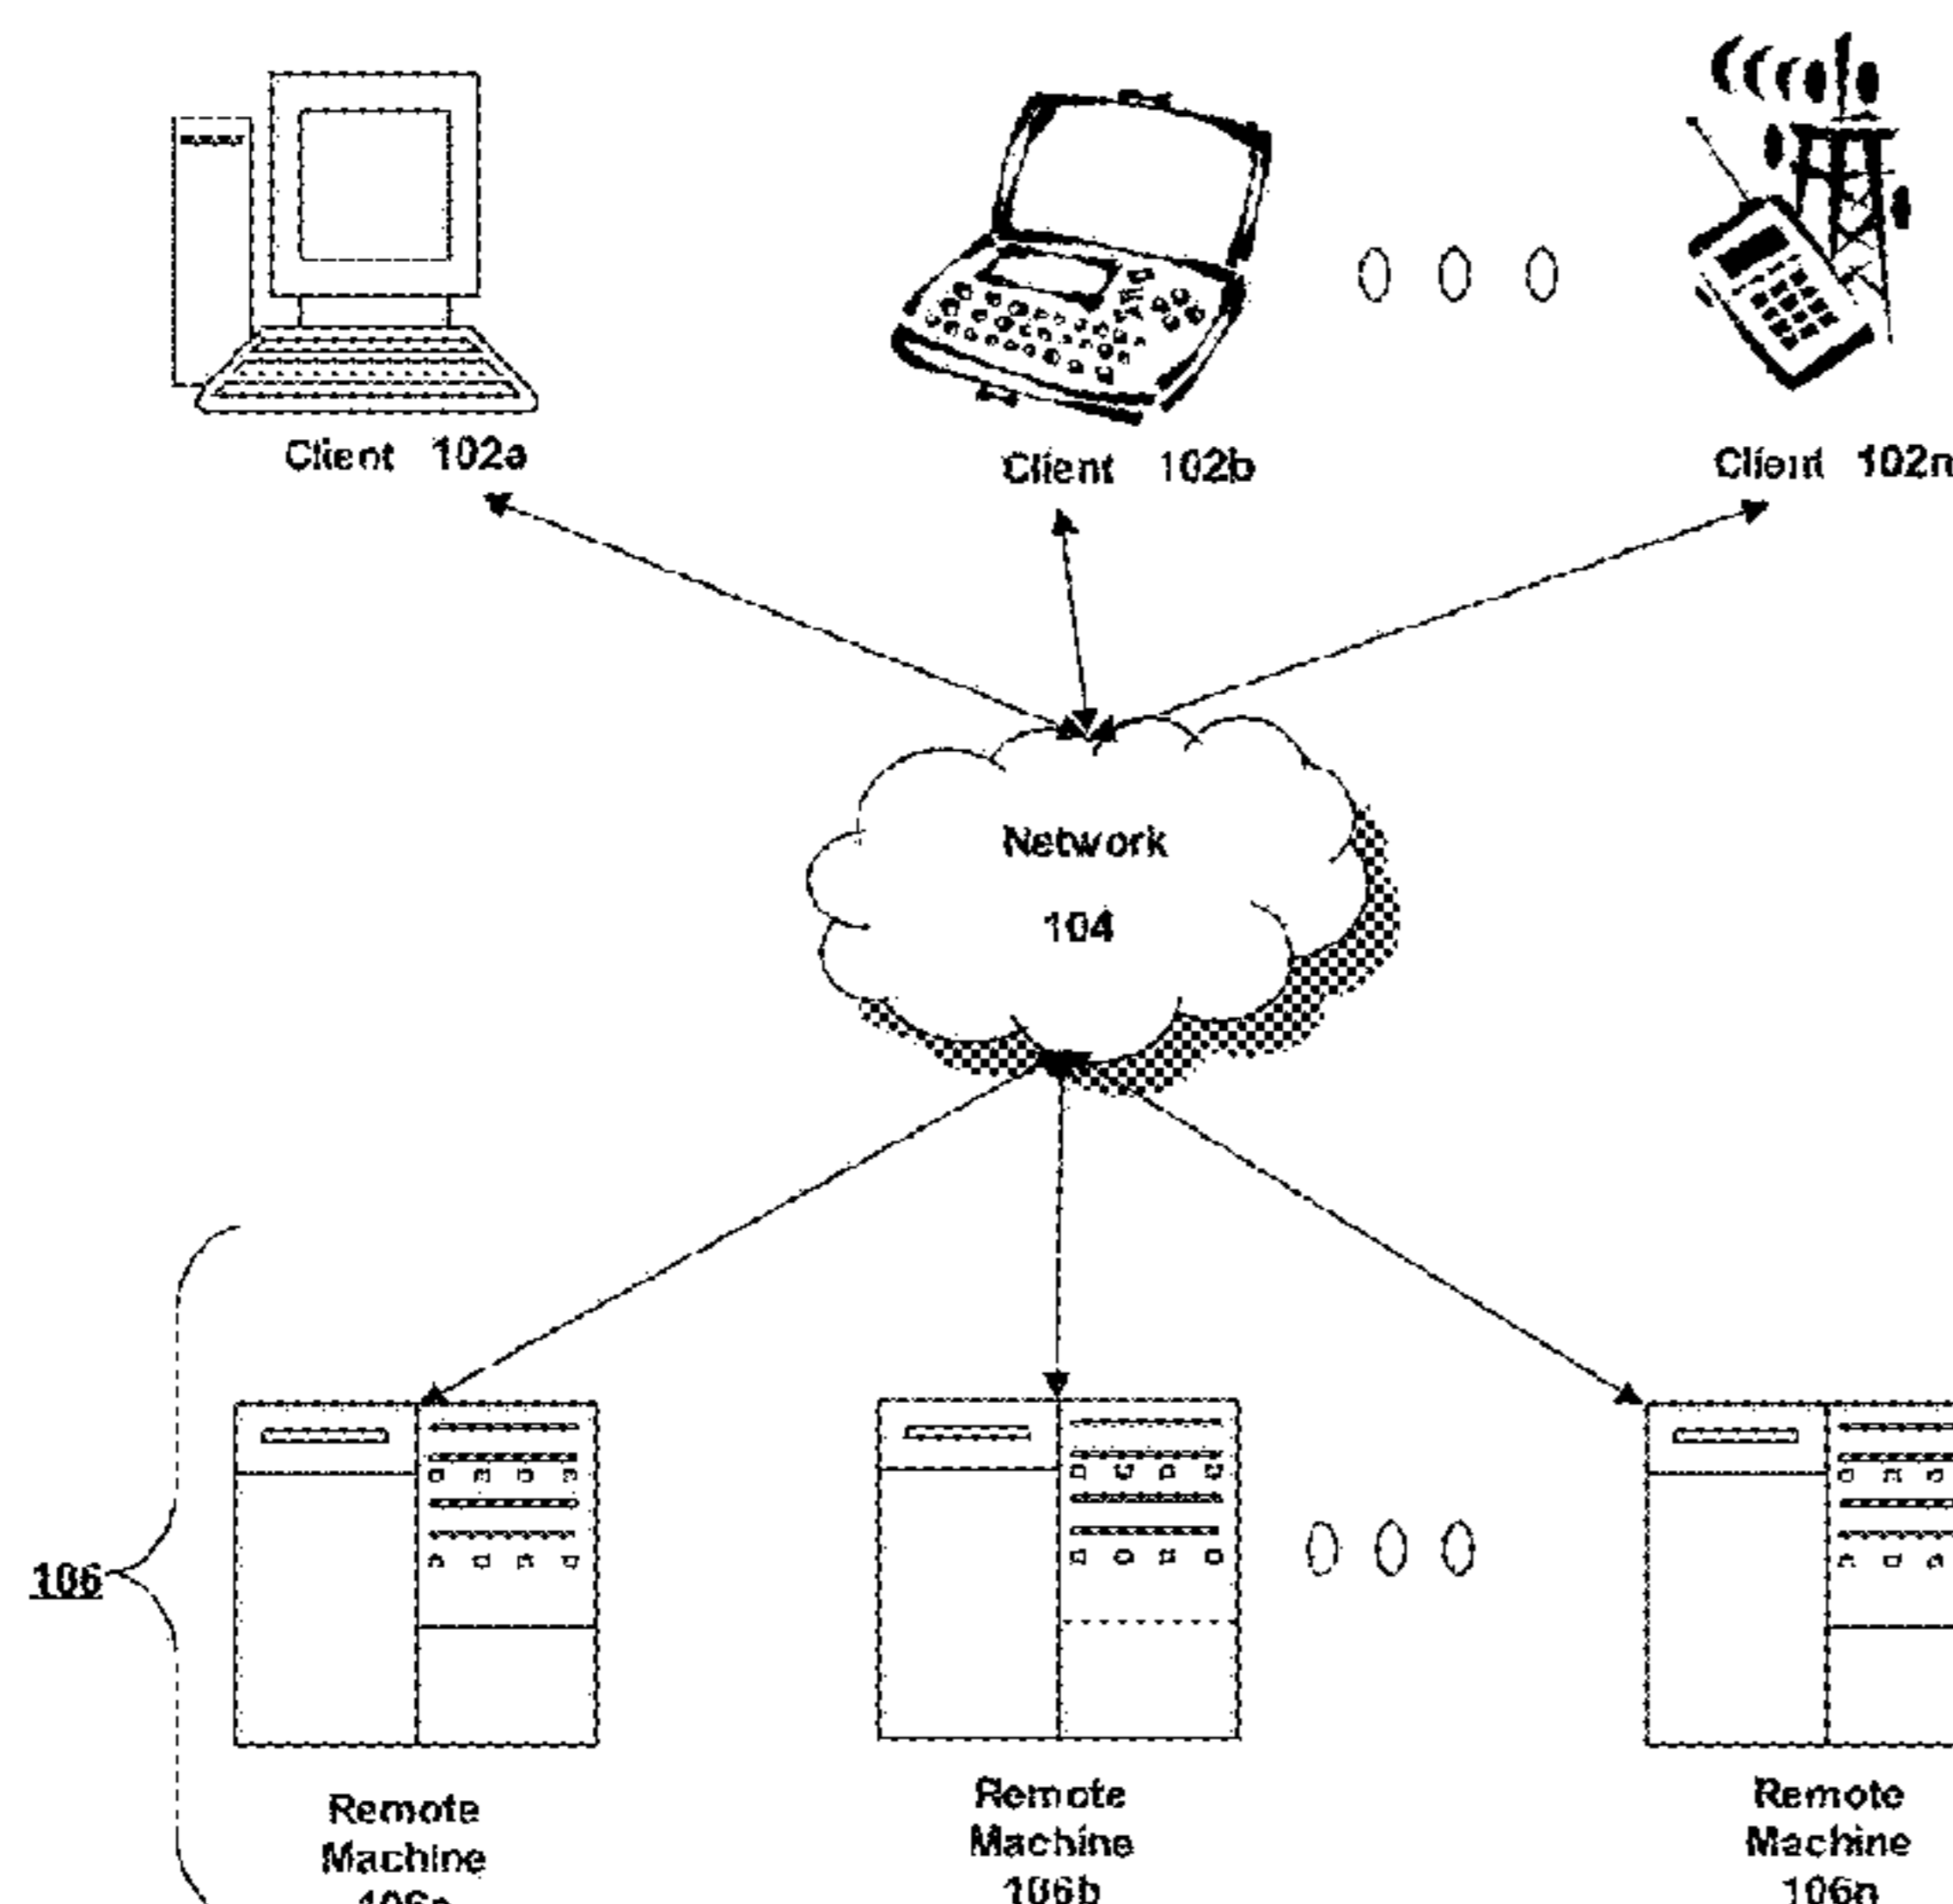 Client 102a
Client 102b
Client 102n
Network
104
106
Remote
Machine
Remote
Machine
106b
Remote
Machine
106n